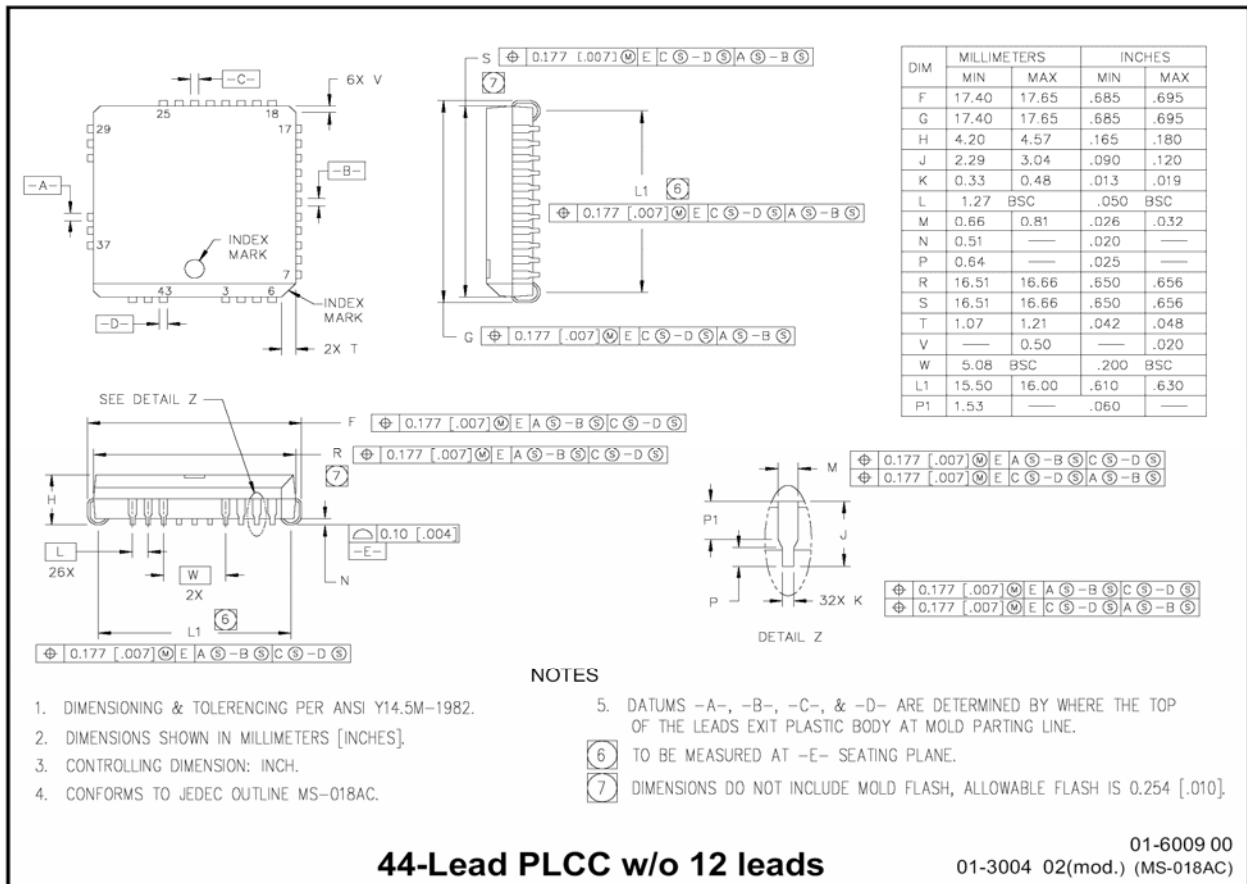 S ⌖ 0.177 [.007] Ⓜ E C Ⓢ -D Ⓢ A Ⓢ -B Ⓢ
7
-C-
6X V
25 18
29 17
-A-
-B-
37
INDEX
MARK
7
43 3 6
INDEX
MARK
-D-
2X T
L1 6
⌖ 0.177 [.007] Ⓜ E C Ⓢ -D Ⓢ A Ⓢ -B Ⓢ
G ⌖ 0.177 [.007] Ⓜ E C Ⓢ -D Ⓢ A Ⓢ -B Ⓢ
DIM MILLIMETERS INCHES
MIN MAX MIN MAX
F 17.40 17.65 .685 .695
G 17.40 17.65 .685 .695
H 4.20 4.57 .165 .180
J 2.29 3.04 .090 .120
K 0.33 0.48 .013 .019
L 1.27 BSC .050 BSC
M 0.66 0.81 .026 .032
N 0.51 — .020 —
P 0.64 — .025 —
R 16.51 16.66 .650 .656
S 16.51 16.66 .650 .656
T 1.07 1.21 .042 .048
V — 0.50 — .020
W 5.08 BSC .200 BSC
L1 15.50 16.00 .610 .630
P1 1.53 — .060 —
SEE DETAIL Z
F ⌖ 0.177 [.007] Ⓜ E A Ⓢ -B Ⓢ C Ⓢ -D Ⓢ
R ⌖ 0.177 [.007] Ⓜ E A Ⓢ -B Ⓢ C Ⓢ -D Ⓢ
7
H
⌓ 0.10 [.004]
-E-
L
26X
W
2X
N
6
L1
⌖ 0.177 [.007] Ⓜ E A Ⓢ -B Ⓢ C Ⓢ -D Ⓢ
M ⌖ 0.177 [.007] Ⓜ E A Ⓢ -B Ⓢ C Ⓢ -D Ⓢ
⌖ 0.177 [.007] Ⓜ E C Ⓢ -D Ⓢ A Ⓢ -B Ⓢ
P1
J
P
32X K
⌖ 0.177 [.007] Ⓜ E A Ⓢ -B Ⓢ C Ⓢ -D Ⓢ
⌖ 0.177 [.007] Ⓜ E C Ⓢ -D Ⓢ A Ⓢ -B Ⓢ
DETAIL Z
NOTES
1. DIMENSIONING & TOLERENCING PER ANSI Y14.5M-1982.
2. DIMENSIONS SHOWN IN MILLIMETERS [INCHES].
3. CONTROLLING DIMENSION: INCH.
4. CONFORMS TO JEDEC OUTLINE MS-018AC.
5. DATUMS -A-, -B-, -C-, & -D- ARE DETERMINED BY WHERE THE TOP
OF THE LEADS EXIT PLASTIC BODY AT MOLD PARTING LINE.
6 TO BE MEASURED AT -E- SEATING PLANE.
7 DIMENSIONS DO NOT INCLUDE MOLD FLASH, ALLOWABLE FLASH IS 0.254 [.010].
44-Lead PLCC w/o 12 leads
01-6009 00
01-3004 02(mod.) (MS-018AC)